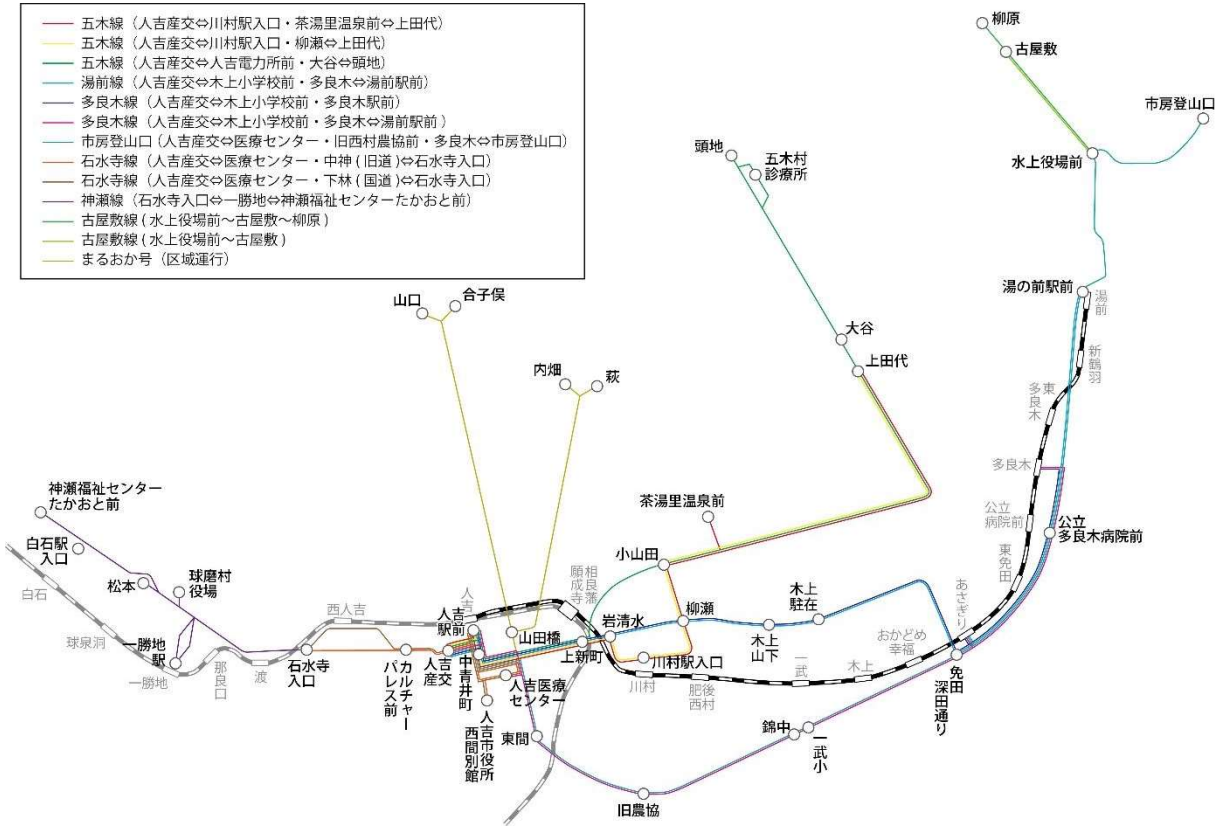 五木線（人吉産交⇔川村駅入口・茶湯里温泉前⇔上田代）
五木線（人吉産交⇔川村駅入口・柳瀬⇔上田代）
五木線（人吉産交⇔人吉電力所前・大谷⇔頭地）
湯前線（人吉産交⇔木上小学校前・多良木⇔湯前駅前）
多良木線（人吉産交⇔木上小学校前・多良木駅前）
多良木線（人吉産交⇔木上小学校前・多良木⇔湯前駅前 ）
市房登山口（人吉産交⇔医療センター・旧西村農協前・多良木⇔市房登山口）
石水寺線（人吉産交⇔医療センター・中神 ( 旧道 )⇔石水寺入口）
石水寺線（人吉産交⇔医療センター・下林 ( 国道 )⇔石水寺入口）
神瀬線（石水寺入口⇔一勝地⇔神瀬福祉センターたかおと前）
古屋敷線 ( 水上役場前～古屋敷～柳原 )
古屋敷線 ( 水上役場前～古屋敷 )
まるおか号（区域運行）
柳原
古屋敷
市房登山口
水上役場前
頭地
五木村
診療所
湯の前駅前
湯前
新鶴羽
東
多良木
多良木
公立
病院前
公立
多良木病院前
東免田
あさぎり
おかどめ
幸福
免田
深田通り
大谷
上田代
山口
合子俣
内畑
萩
茶湯里温泉前
小山田
相良藩
願成寺
岩清水
柳瀬
木上
駐在
木上
山下
川村駅入口
上新町
川村
肥後
西村
一武
木上
神瀬福祉センター
たかおと前
白石駅
入口
松本
球磨村
役場
一勝地
駅
白石
球泉洞
一勝地
那良口
渡
西人吉
石水寺
入口
カルチャー
パレス前
人吉
産交
人吉
人吉
駅前
中青井町
山田橋
人吉医療
センター
人吉市役所
西間別館
東間
旧農協
錦中
一武小